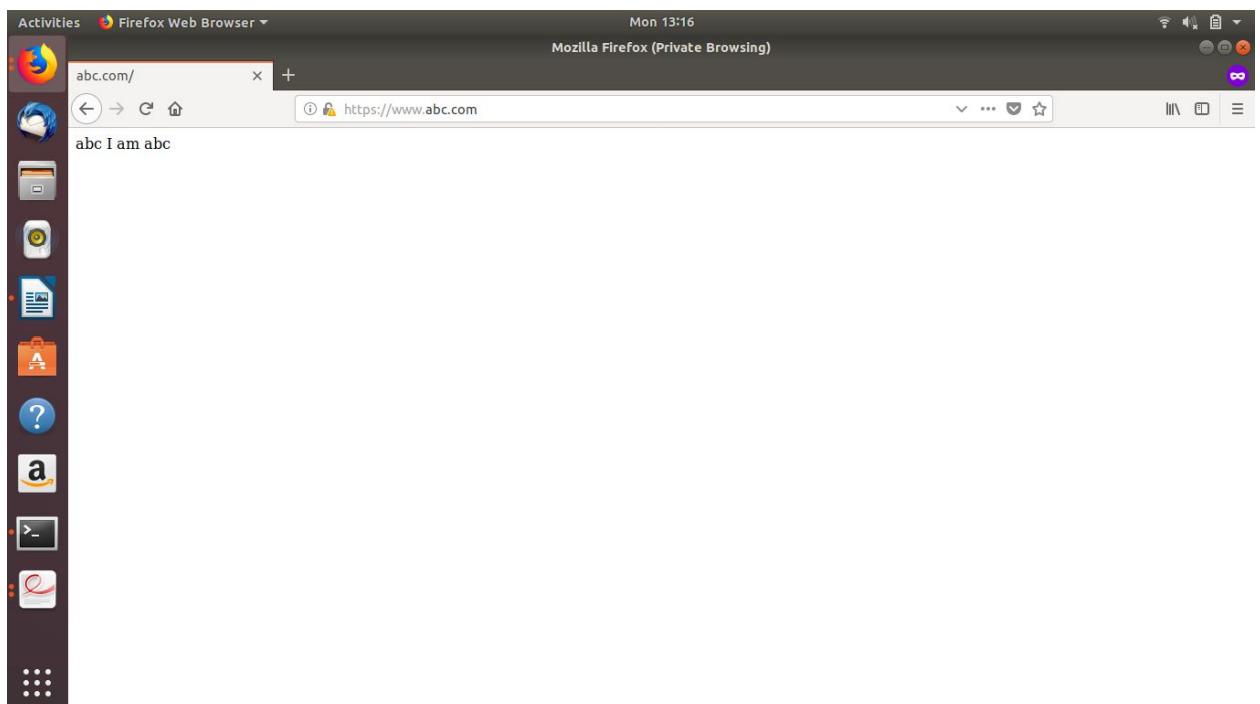 Activities Firefox Web Browser Mon 13:16
Mozilla Firefox (Private Browsing)
abc.com/
https://www.abc.com
abc I am abc